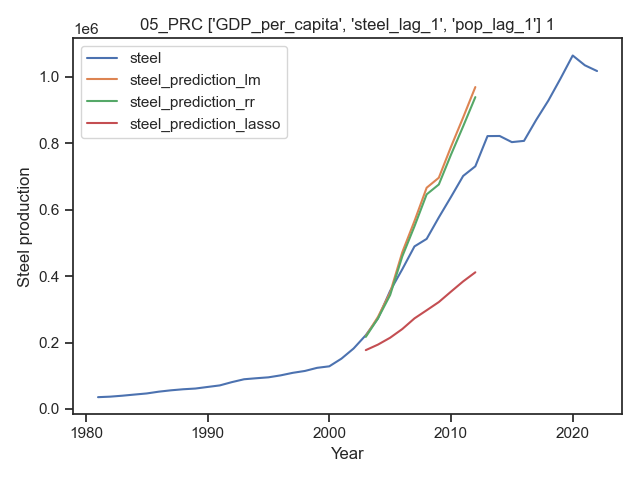 05_PRC ['GDP_per_capita', 'steel_lag_1', 'pop_lag_1'] 1
1e6
steel
steel_prediction_lm
steel_prediction_rr
steel_prediction_lasso
1.0
0.8
0.6
0.4
0.2
0.0
Steel production
1980 1990 2000 2010 2020
Year